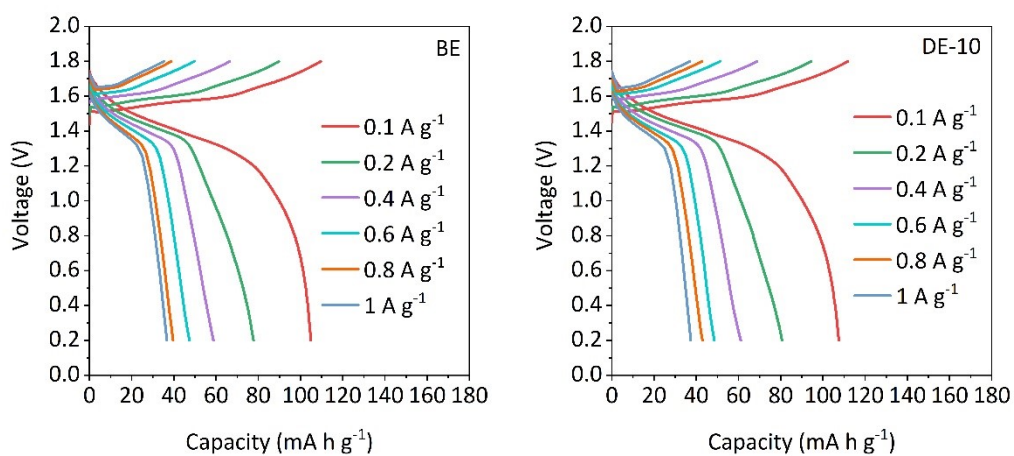 BE
2.0
1.8
1.6
1.4
1.2
1.0
0.8
0.6
0.4
0.2
0.0
Voltage (V)
0.1 A g⁻¹
0.2 A g⁻¹
0.4 A g⁻¹
0.6 A g⁻¹
0.8 A g⁻¹
1 A g⁻¹
0 20 40 60 80 100 120 140 160 180
Capacity (mA h g⁻¹)
DE-10
2.0
1.8
1.6
1.4
1.2
1.0
0.8
0.6
0.4
0.2
0.0
Voltage (V)
0.1 A g⁻¹
0.2 A g⁻¹
0.4 A g⁻¹
0.6 A g⁻¹
0.8 A g⁻¹
1 A g⁻¹
0 20 40 60 80 100 120 140 160 180
Capacity (mA h g⁻¹)